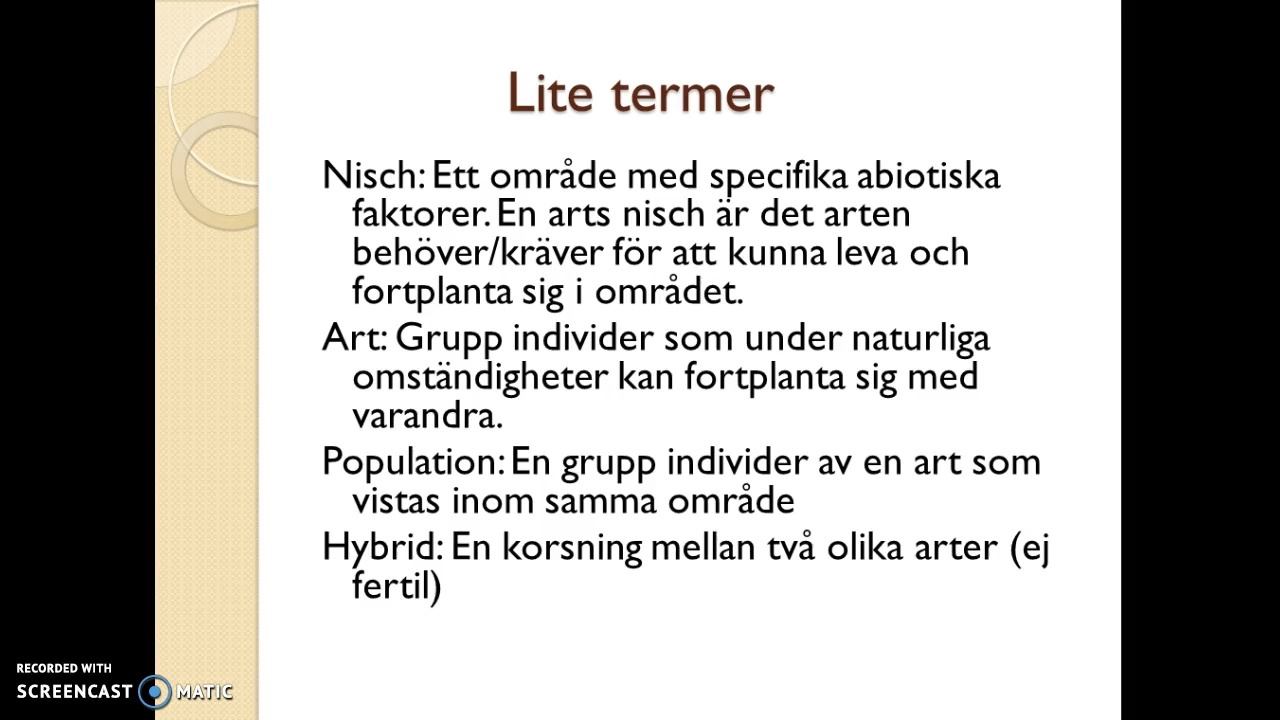 Lite termer
Nisch: Ett område med specifika abiotiska
faktorer. En arts nisch är det arten
behöver/kräver för att kunna leva och
fortplanta sig i området.
Art: Grupp individer som under naturliga
omständigheter kan fortplanta sig med
varandra.
Population: En grupp individer av en art som
vistas inom samma område
Hybrid: En korsning mellan två olika arter (ej
fertil)
RECORDED WITH
SCREENCAST MATIC